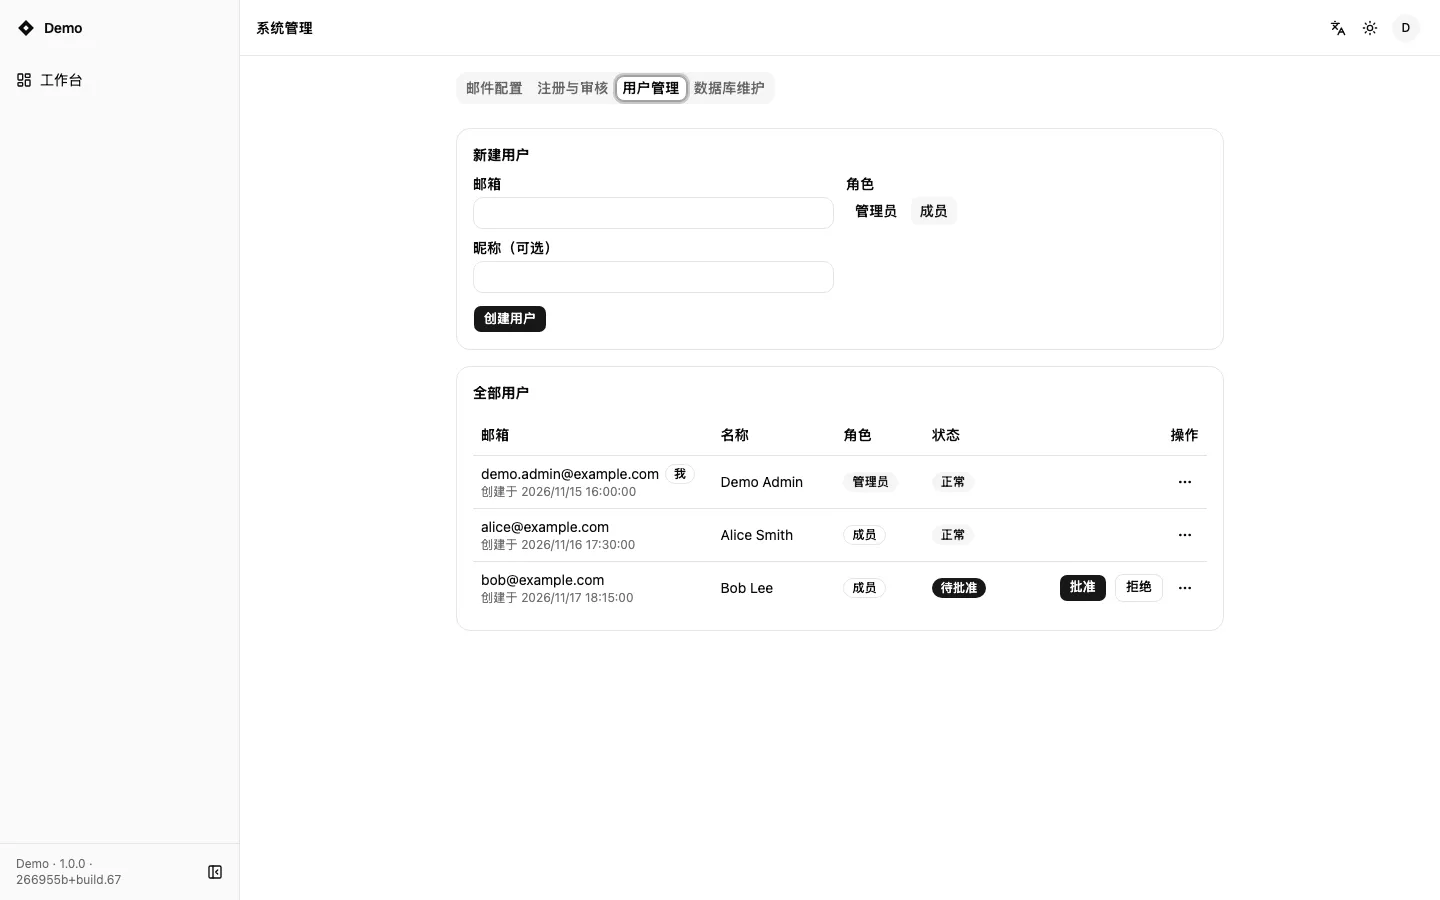 Demo
系统管理
D
工作台
邮件配置 注册与审核 用户管理 数据库维护
新建用户
邮箱
角色
管理员 成员
昵称（可选）
创建用户
全部用户
邮箱 名称 角色 状态 操作
demo.admin@example.com 我
创建于 2026/11/15 16:00:00
Demo Admin 管理员 正常
alice@example.com
创建于 2026/11/16 17:30:00
Alice Smith 成员 正常
bob@example.com
创建于 2026/11/17 18:15:00
Bob Lee 成员 待批准 批准 拒绝
Demo · 1.0.0 ·
266955b+build.67